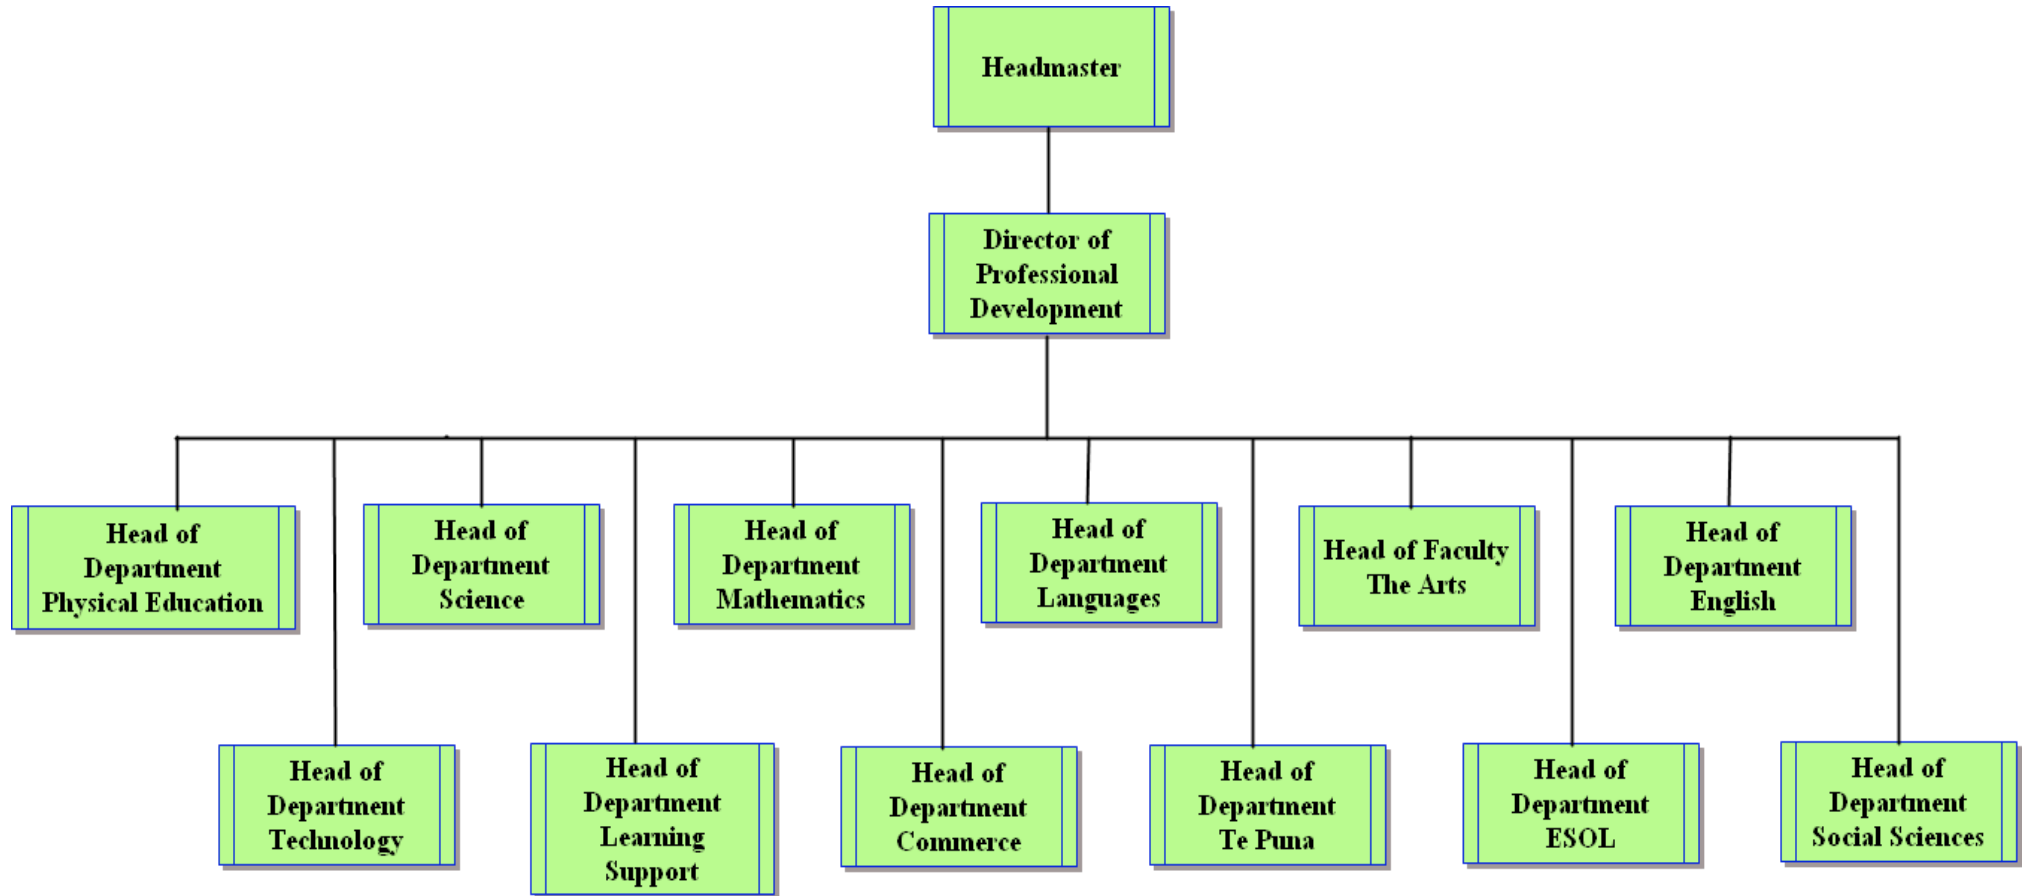 Headmaster
Director of
Professional
Development
Head of
Department
Physical Education
Head of
Department
Science
Head of
Department
Mathematics
Head of
Department
Languages
Head of Faculty
The Arts
Head of
Department
English
Head of
Department
Technology
Head of
Department
Learning
Support
Head of
Department
Commerce
Head of
Department
Te Puna
Head of
Department
ESOL
Head of
Department
Social Sciences